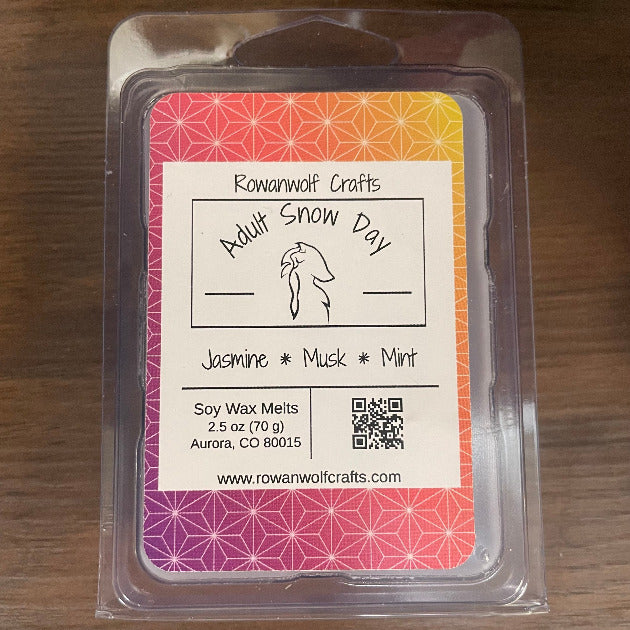 Rowanwolf Crafts
Adult Snow Day
Jasmine * Musk * Mint
Soy Wax Melts
2.5 oz (70 g)
Aurora, CO 80015
www.rowanwolfcrafts.com